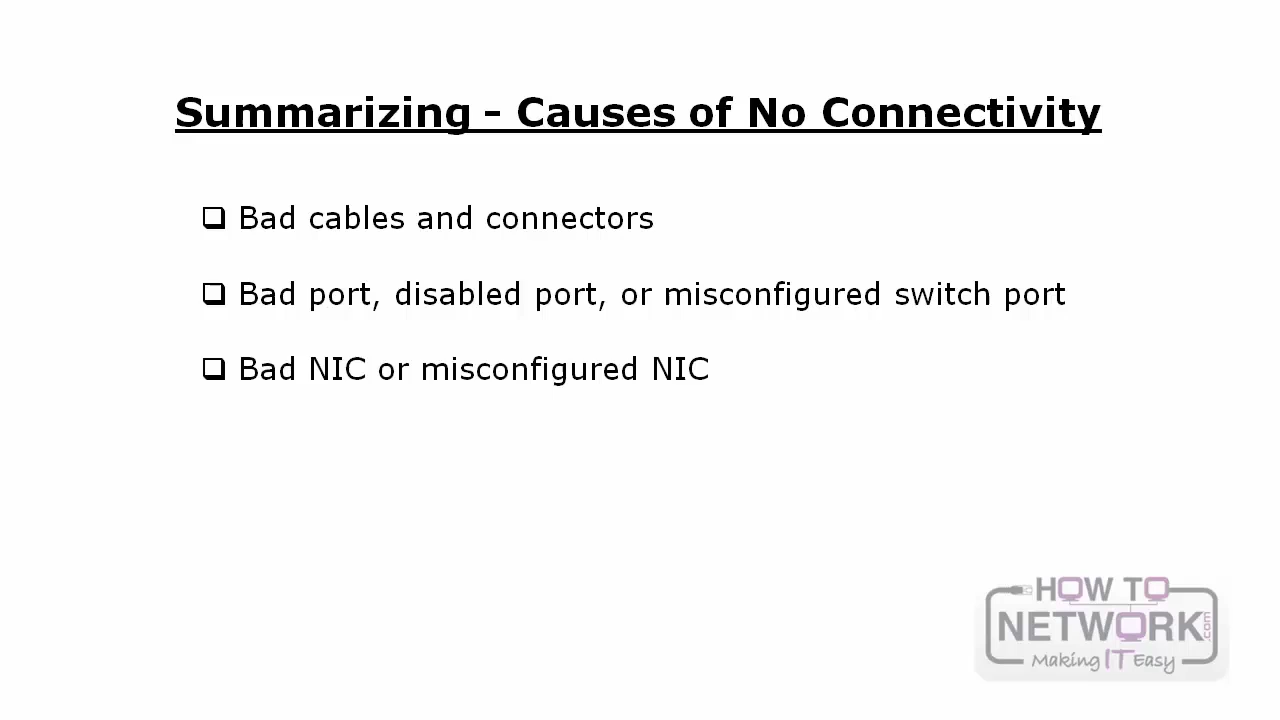 Summarizing - Causes of No Connectivity
❑ Bad cables and connectors
❑ Bad port, disabled port, or misconfigured switch port
❑ Bad NIC or misconfigured NIC
HOW TO
NETWORK.com
Making IT Easy